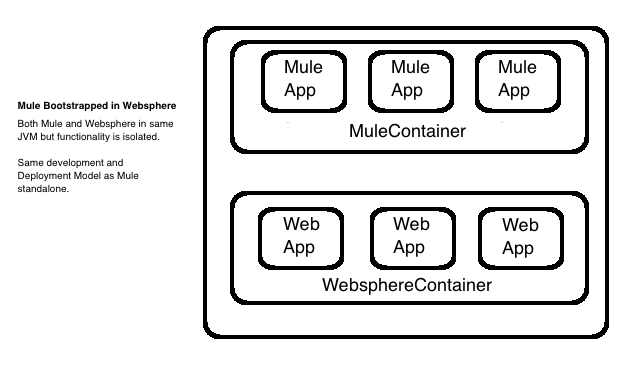 Mule Bootstrapped in Websphere
Both Mule and Websphere in same
JVM but functionality is isolated.
Same development and
Deployment Model as Mule
standalone.
Mule
App
Mule
App
Mule
App
MuleContainer
Web
App
Web
App
Web
App
WebsphereContainer